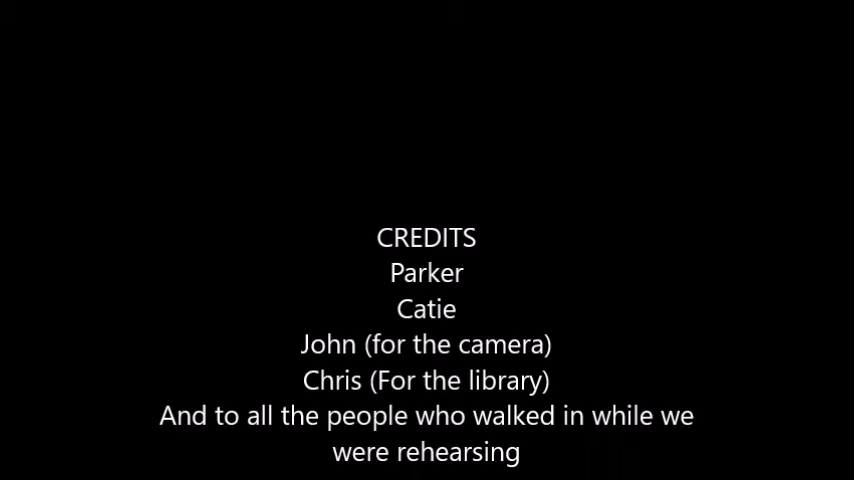 CREDITS
Parker
Catie
John (for the camera)
Chris (For the library)
And to all the people who walked in while we
were rehearsing